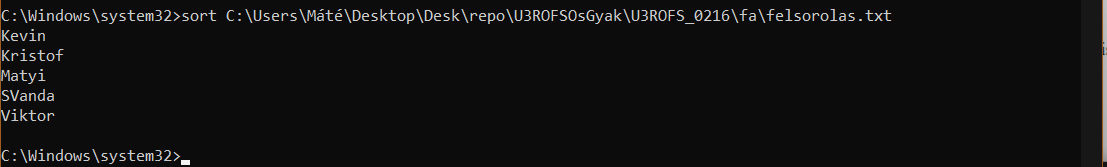 C:\Windows\system32>sort C:\Users\Máté\Desktop\Desk\repo\U3ROFSOsGyak\U3ROFS_0216\fa\felsorolas.txt
Kevin
Kristof
Matyi
SVanda
Viktor
C:\Windows\system32>